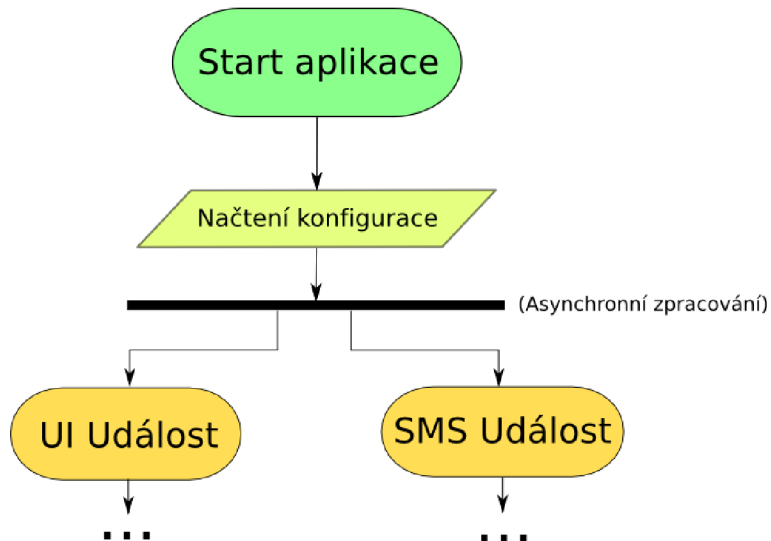 Start aplikace
Načtení konfigurace
(Asynchronní zpracování)
UI Událost
SMS Událost
...
...